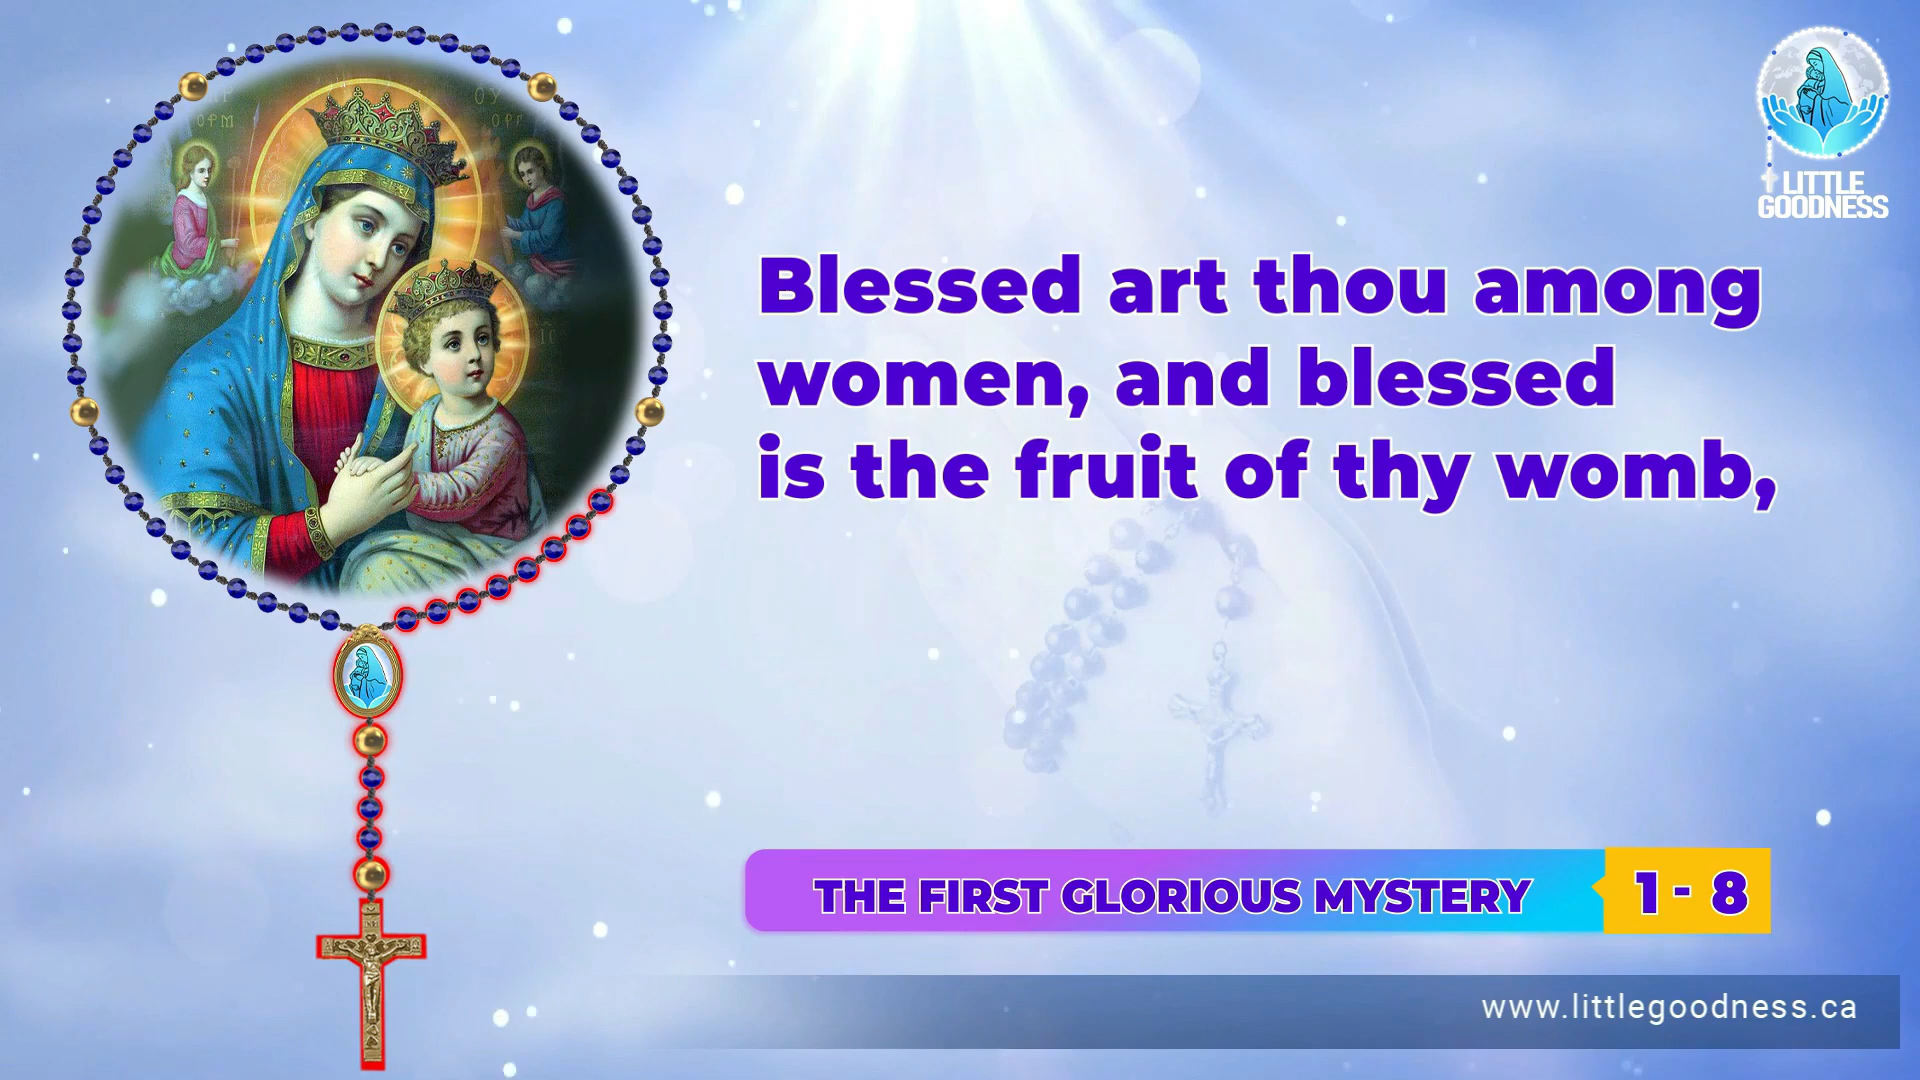 LITTLE
GOODNESS
Blessed art thou among
women, and blessed
is the fruit of thy womb,
THE FIRST GLORIOUS MYSTERY
1 - 8
www.littlegoodness.ca